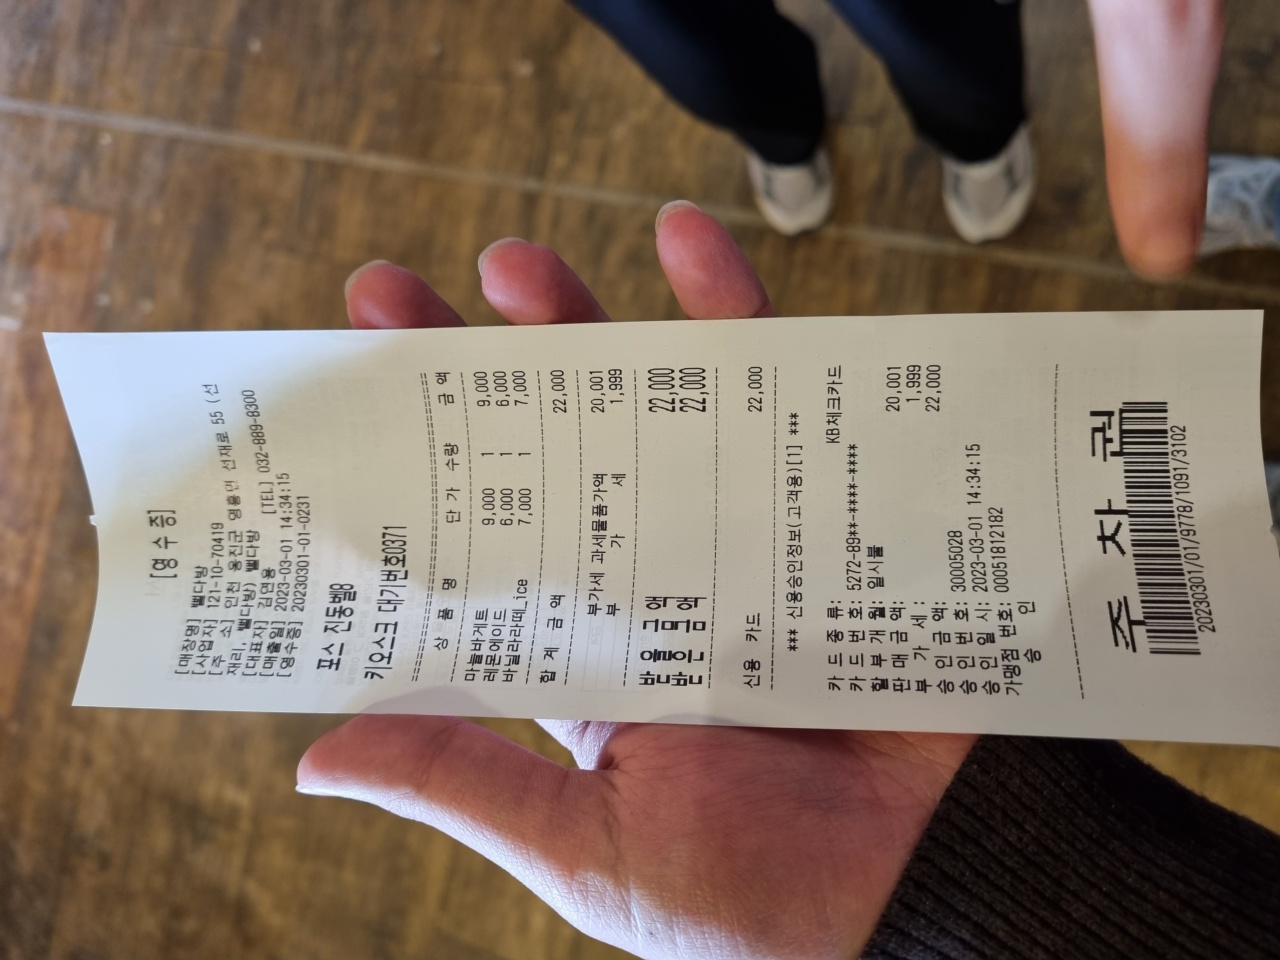 [영 수 증]
[매장명] 뻘다방
[사업자] 121-10-70419
[주 소] 인천 옹진군 영흥면 선재로 55 (선
재리, 뻘다방) 뻘다방
[대표자] 김연용 [TEL] 032-889-8300
[매출일] 2023-03-01 14:34:15
[영수증] 20230301-01-0231
포스 진동벨8
키오스크 대기번호0371
상 품 명 단 가 수량 금 액
마늘바게트 9,000 1 9,000
레몬에이드 6,000 1 6,000
바닐라라떼_ice 7,000 1 7,000
합 계 금 액 22,000
부가세 과세물품가액 20,001
부 가 세 1,999
받을금액 22,000
받은금액 22,000
신용 카드 22,000
*** 신용승인정보(고객용)[1] ***
카 드 종 류: KB체크카드
카 드 번 호: 5272-89**-****-****
할 부 개 월: 일시불
판 매 금 액: 20,001
부 가 세: 1,999
승 인 금 액: 22,000
승 인 번 호: 30005028
승 인 일 시: 2023-03-01 14:34:15
가맹점 번호: 00051812182
승 인
주 차 권
20230301/01/9778/1091/3102